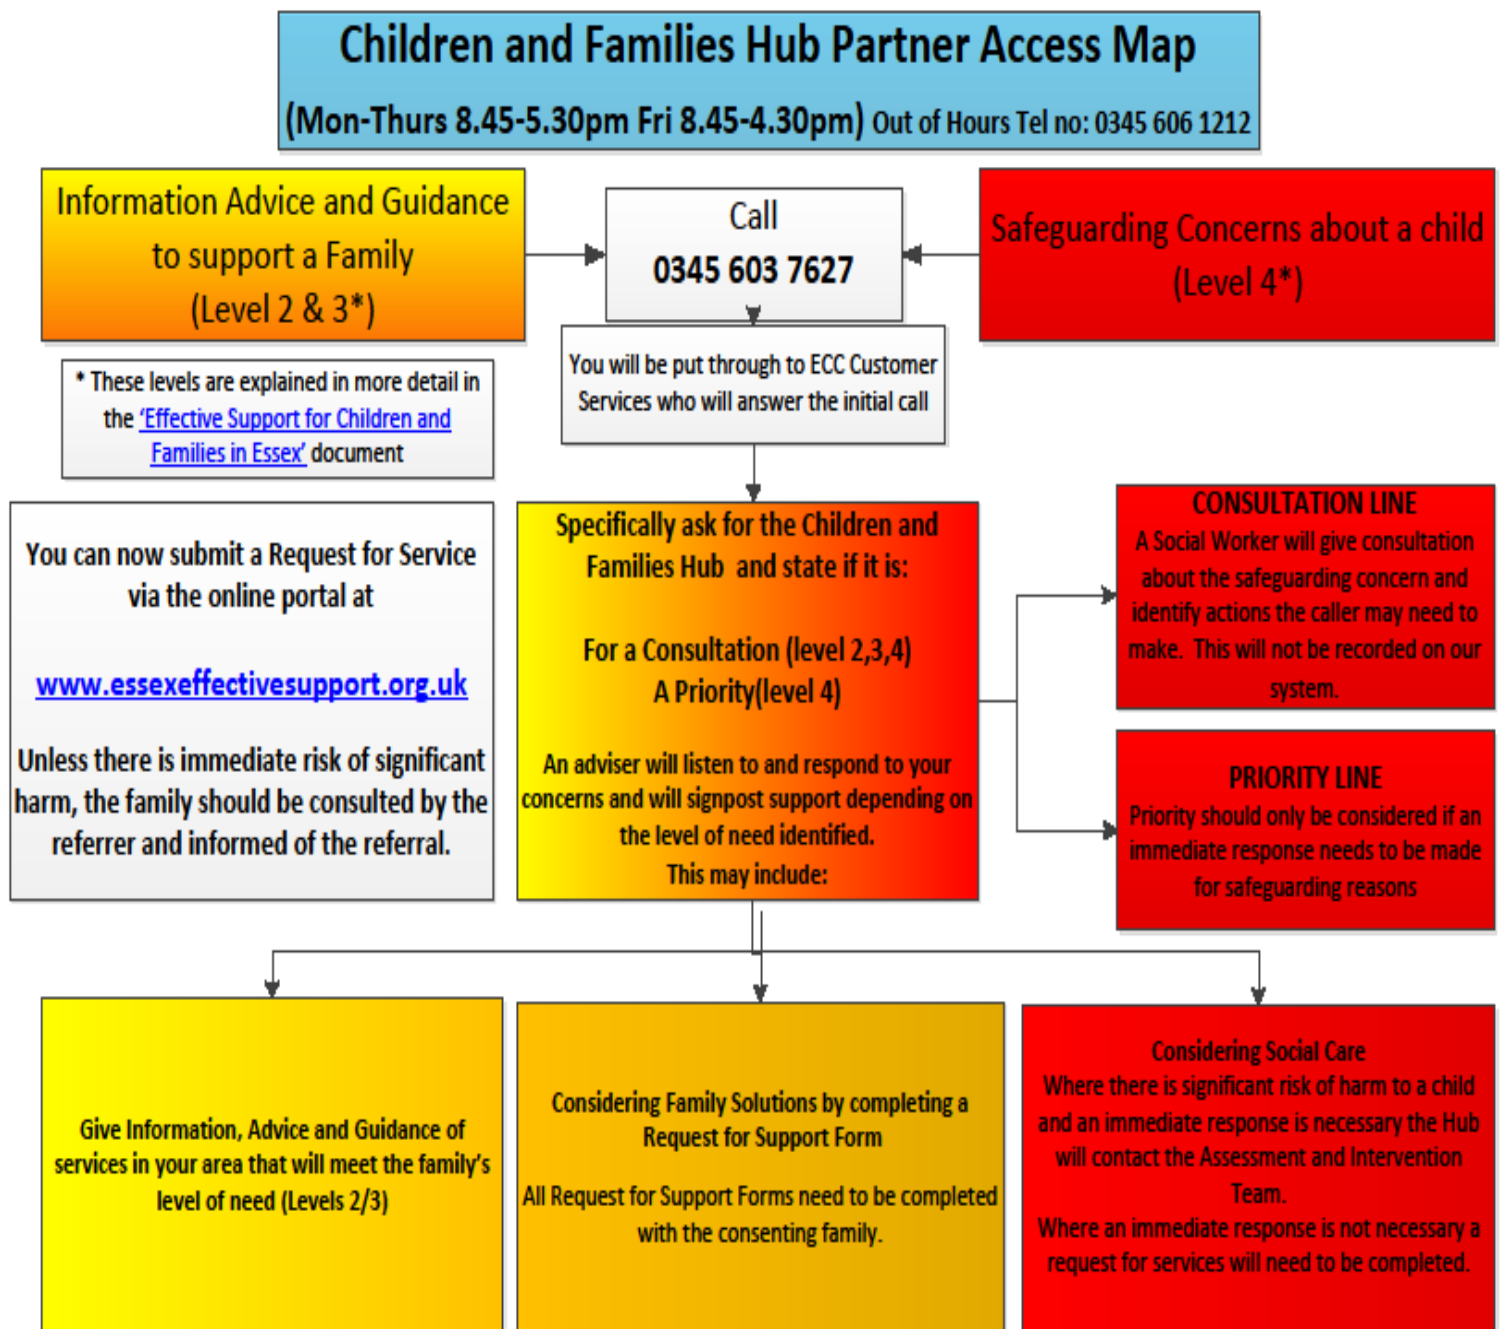 Children and Families Hub Partner Access Map
(Mon-Thurs 8.45-5.30pm Fri 8.45-4.30pm) Out of Hours Tel no: 0345 606 1212
Information Advice and Guidance
to support a Family
(Level 2 & 3*)
Call
0345 603 7627
Safeguarding Concerns about a child
(Level 4*)
You will be put through to ECC Customer
Services who will answer the initial call
* These levels are explained in more detail in
the ‘Effective Support for Children and
Families in Essex’ document
You can now submit a Request for Service
via the online portal at
www.essexeffectivesupport.org.uk
Unless there is immediate risk of significant
harm, the family should be consulted by the
referrer and informed of the referral.
Specifically ask for the Children and
Families Hub and state if it is:
For a Consultation (level 2,3,4)
A Priority(level 4)
An adviser will listen to and respond to your
concerns and will signpost support depending on
the level of need identified.
This may include:
CONSULTATION LINE
A Social Worker will give consultation
about the safeguarding concern and
identify actions the caller may need to
make. This will not be recorded on our
system.
PRIORITY LINE
Priority should only be considered if an
immediate response needs to be made
for safeguarding reasons
Give Information, Advice and Guidance of
services in your area that will meet the family’s
level of need (Levels 2/3)
Considering Family Solutions by completing a
Request for Support Form
All Request for Support Forms need to be completed
with the consenting family.
Considering Social Care
Where there is significant risk of harm to a child
and an immediate response is necessary the Hub
will contact the Assessment and Intervention
Team.
Where an immediate response is not necessary a
request for services will need to be completed.